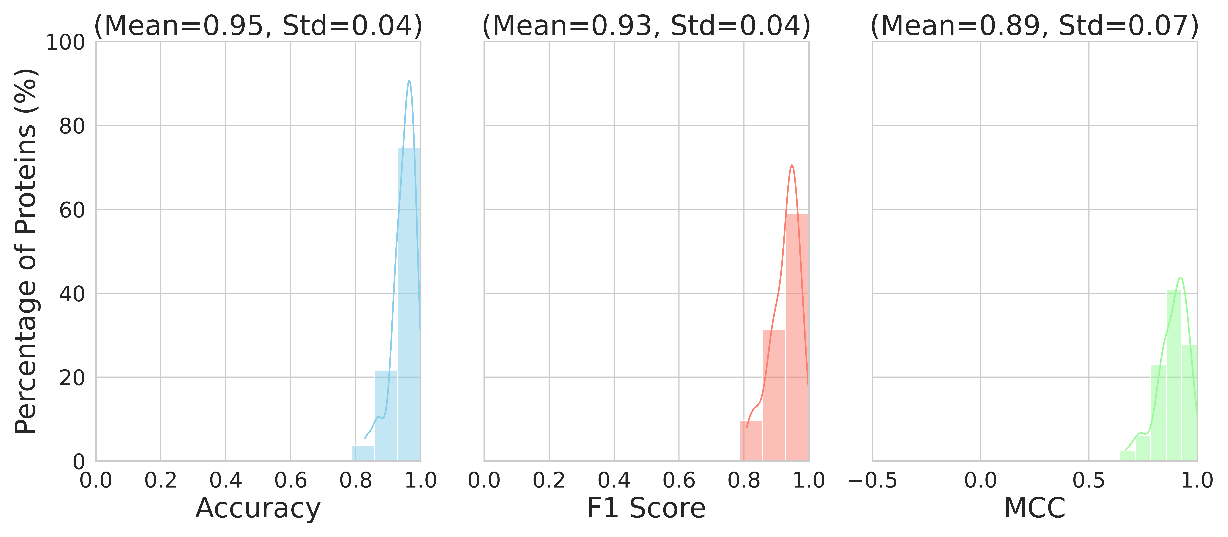 (Mean=0.95, Std=0.04) (Mean=0.93, Std=0.04) (Mean=0.89, Std=0.07)
Percentage of Proteins (%)
100
80
60
40
20
0
0.0 0.2 0.4 0.6 0.8 1.0 0.0 0.2 0.4 0.6 0.8 1.0 −0.5 0.0 0.5 1.0
Accuracy F1 Score MCC